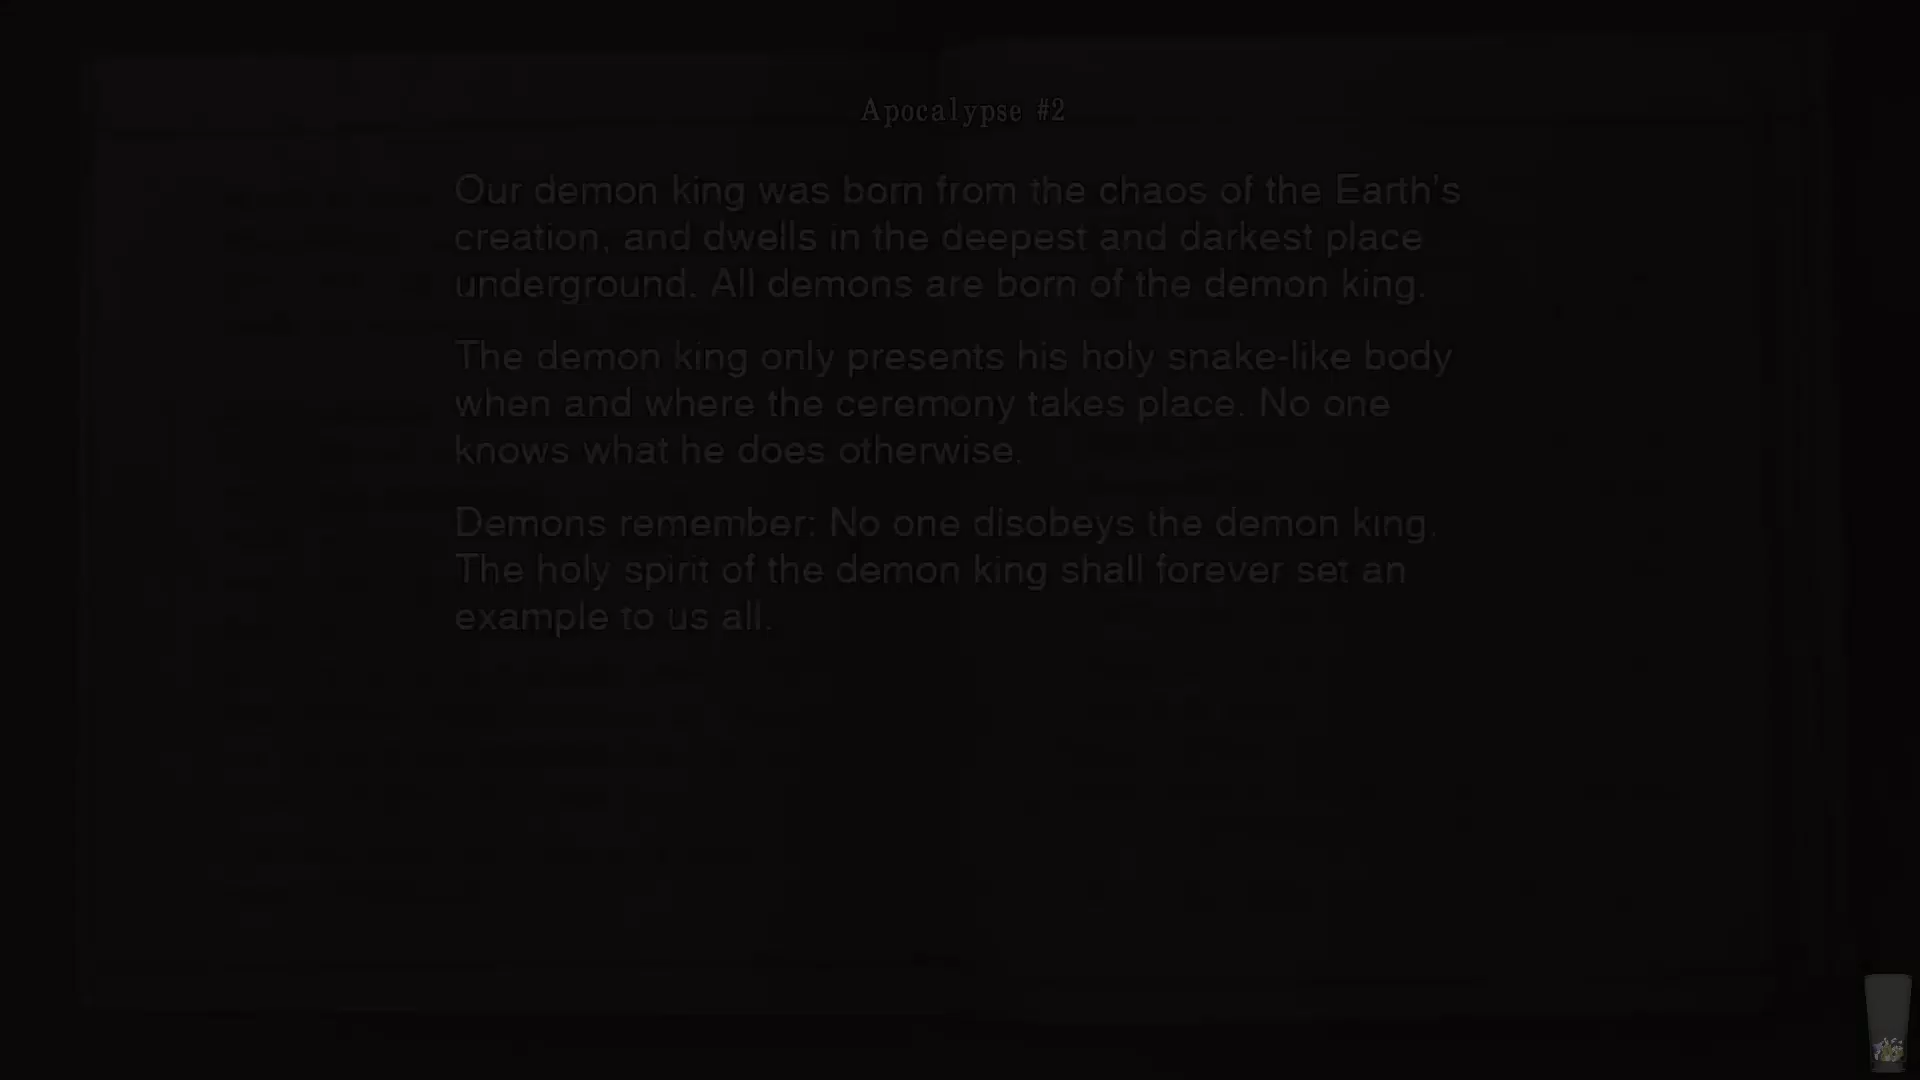 Apocalypse #2
Our demon king was born from the chaos of the Earth's
creation, and dwells in the deepest and darkest place
underground. All demons are born of the demon king.
The demon king only presents his holy snake-like body
when and where the ceremony takes place. No one
knows what he does otherwise.
Demons remember: No one disobeys the demon king.
The holy spirit of the demon king shall forever set an
example to us all.